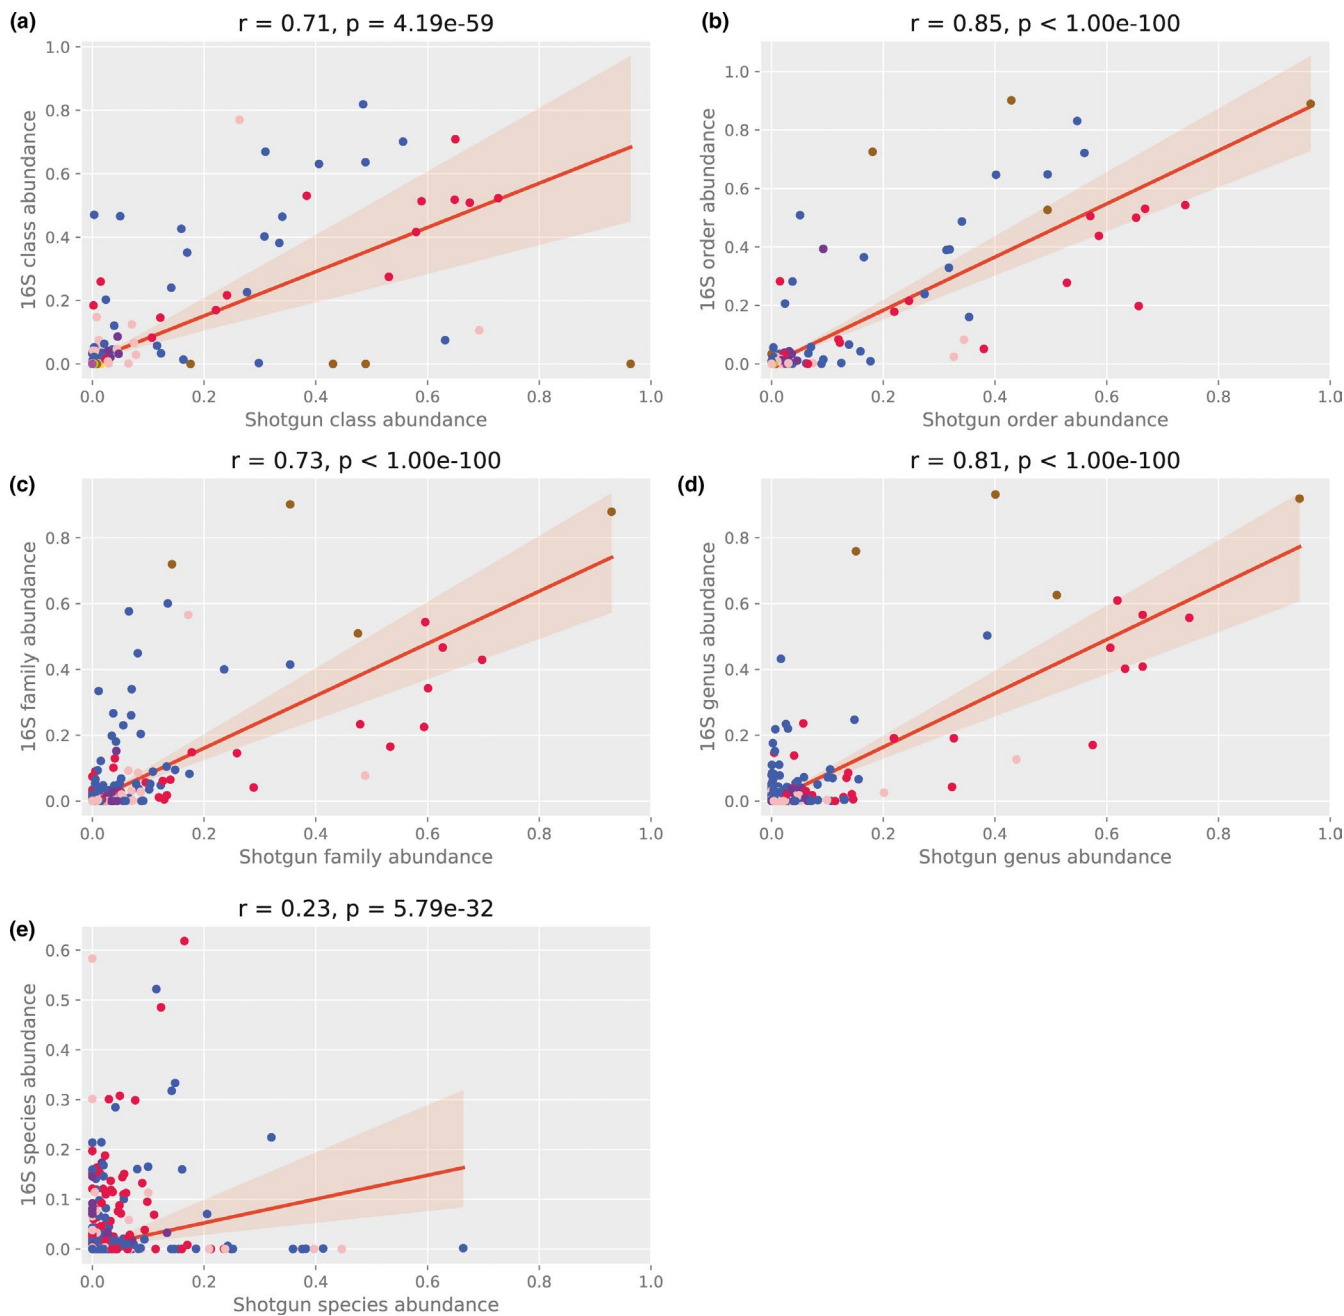 (a) r = 0.71, p = 4.19e-59
1.0
0.8
0.6
0.4
0.2
0.0
16S class abundance
0.0 0.2 0.4 0.6 0.8 1.0
Shotgun class abundance
(b) r = 0.85, p < 1.00e-100
1.0
0.8
0.6
0.4
0.2
0.0
16S order abundance
0.0 0.2 0.4 0.6 0.8 1.0
Shotgun order abundance
(c) r = 0.73, p < 1.00e-100
0.8
0.6
0.4
0.2
0.0
16S family abundance
0.0 0.2 0.4 0.6 0.8 1.0
Shotgun family abundance
(d) r = 0.81, p < 1.00e-100
0.8
0.6
0.4
0.2
0.0
16S genus abundance
0.0 0.2 0.4 0.6 0.8 1.0
Shotgun genus abundance
(e) r = 0.23, p = 5.79e-32
0.6
0.5
0.4
0.3
0.2
0.1
0.0
16S species abundance
0.0 0.2 0.4 0.6 0.8 1.0
Shotgun species abundance